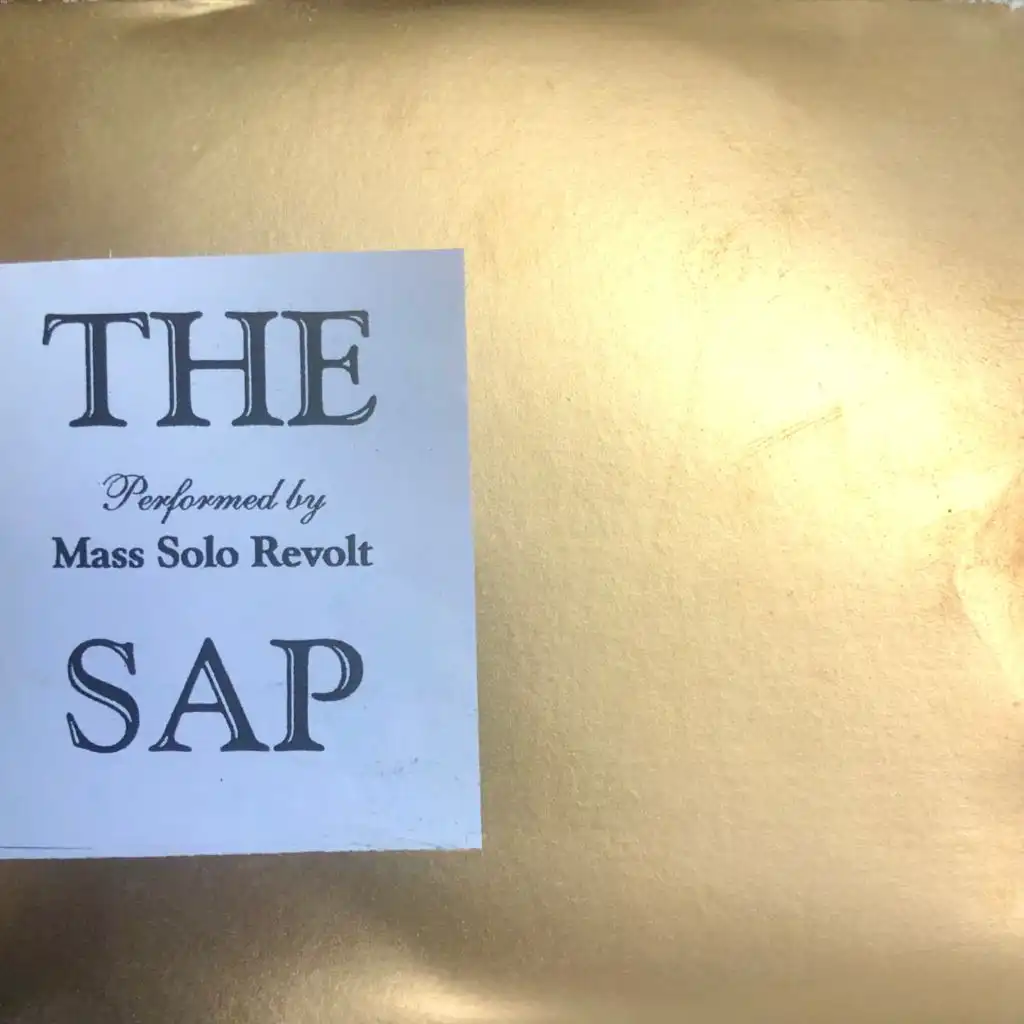 THE
Performed by
Mass Solo Revolt
SAP